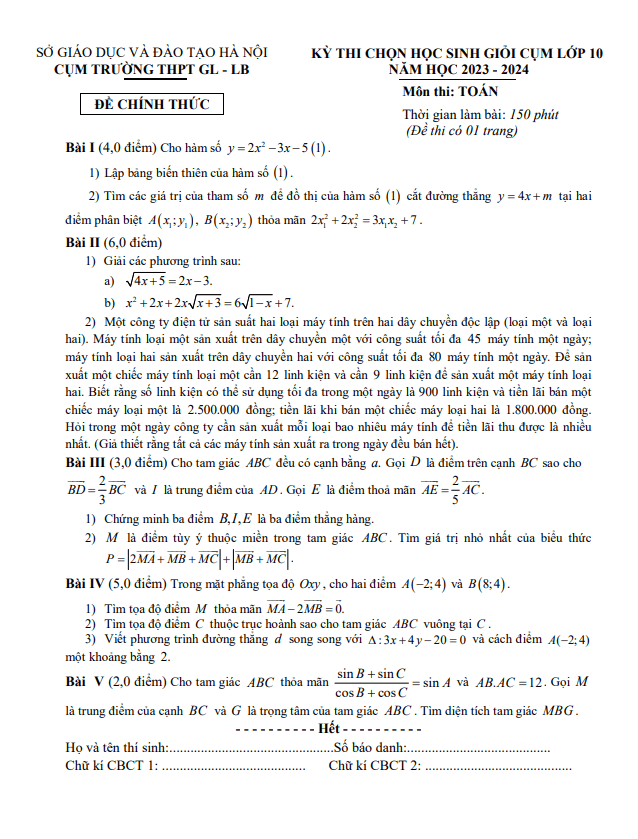 SỞ GIÁO DỤC VÀ ĐÀO TẠO HÀ NỘI
CỤM TRƯỜNG THPT GL - LB
ĐỀ CHÍNH THỨC
KỲ THI CHỌN HỌC SINH GIỎI CỤM LỚP 10
NĂM HỌC 2023 - 2024
Môn thi: TOÁN
Thời gian làm bài: 150 phút
(Đề thi có 01 trang)
Bài I (4,0 điểm) Cho hàm số y = 2x² − 3x − 5 (1).
1) Lập bảng biến thiên của hàm số (1).
2) Tìm các giá trị của tham số m để đồ thị của hàm số (1) cắt đường thẳng y = 4x + m tại hai
điểm phân biệt A(x₁; y₁), B(x₂; y₂) thỏa mãn 2x₁² + 2x₂² = 3x₁x₂ + 7.
Bài II (6,0 điểm)
1) Giải các phương trình sau:
a) √(4x+5) = 2x − 3.
b) x² + 2x + 2x√(x+3) = 6√(1−x) + 7.
2) Một công ty điện tử sản suất hai loại máy tính trên hai dây chuyền độc lập (loại một và loại
hai). Máy tính loại một sản xuất trên dây chuyền một với công suất tối đa 45 máy tính một ngày;
máy tính loại hai sản xuất trên dây chuyền hai với công suất tối đa 80 máy tính một ngày. Để sản
xuất một chiếc máy tính loại một cần 12 linh kiện và cần 9 linh kiện để sản xuất một máy tính loại
hai. Biết rằng số linh kiện có thể sử dụng tối đa trong một ngày là 900 linh kiện và tiền lãi bán một
chiếc máy loại một là 2.500.000 đồng; tiền lãi khi bán một chiếc máy loại hai là 1.800.000 đồng.
Hỏi trong một ngày công ty cần sản xuất mỗi loại bao nhiêu máy tính để tiền lãi thu được là nhiều
nhất. (Giả thiết rằng tất cả các máy tính sản xuất ra trong ngày đều bán hết).
Bài III (3,0 điểm) Cho tam giác ABC đều có cạnh bằng a. Gọi D là điểm trên cạnh BC sao cho
\overrightarrow{BD} = \frac{2}{3}\overrightarrow{BC} và I là trung điểm của AD. Gọi E là điểm thoả mãn \overrightarrow{AE} = \frac{2}{5}\overrightarrow{AC}.
1) Chứng minh ba điểm B, I, E là ba điểm thẳng hàng.
2) M là điểm tùy ý thuộc miền trong tam giác ABC. Tìm giá trị nhỏ nhất của biểu thức
P = |2\overrightarrow{MA} + \overrightarrow{MB} + \overrightarrow{MC}| + |\overrightarrow{MB} + \overrightarrow{MC}|.
Bài IV (5,0 điểm) Trong mặt phẳng tọa độ Oxy, cho hai điểm A(−2;4) và B(8;4).
1) Tìm tọa độ điểm M thỏa mãn \overrightarrow{MA} − 2\overrightarrow{MB} = \vec{0}.
2) Tìm tọa độ điểm C thuộc trục hoành sao cho tam giác ABC vuông tại C.
3) Viết phương trình đường thẳng d song song với Δ: 3x + 4y − 20 = 0 và cách điểm A(−2;4)
một khoảng bằng 2.
Bài V (2,0 điểm) Cho tam giác ABC thỏa mãn \frac{\sin B + \sin C}{\cos B + \cos C} = \sin A và AB.AC = 12. Gọi M
là trung điểm của cạnh BC và G là trọng tâm của tam giác ABC. Tìm diện tích tam giác MBG.
- - - - - - - - - - Hết - - - - - - - - - -
Họ và tên thí sinh:....................................................Số báo danh:............................................
Chữ kí CBCT 1: ............................................. Chữ kí CBCT 2: .............................................